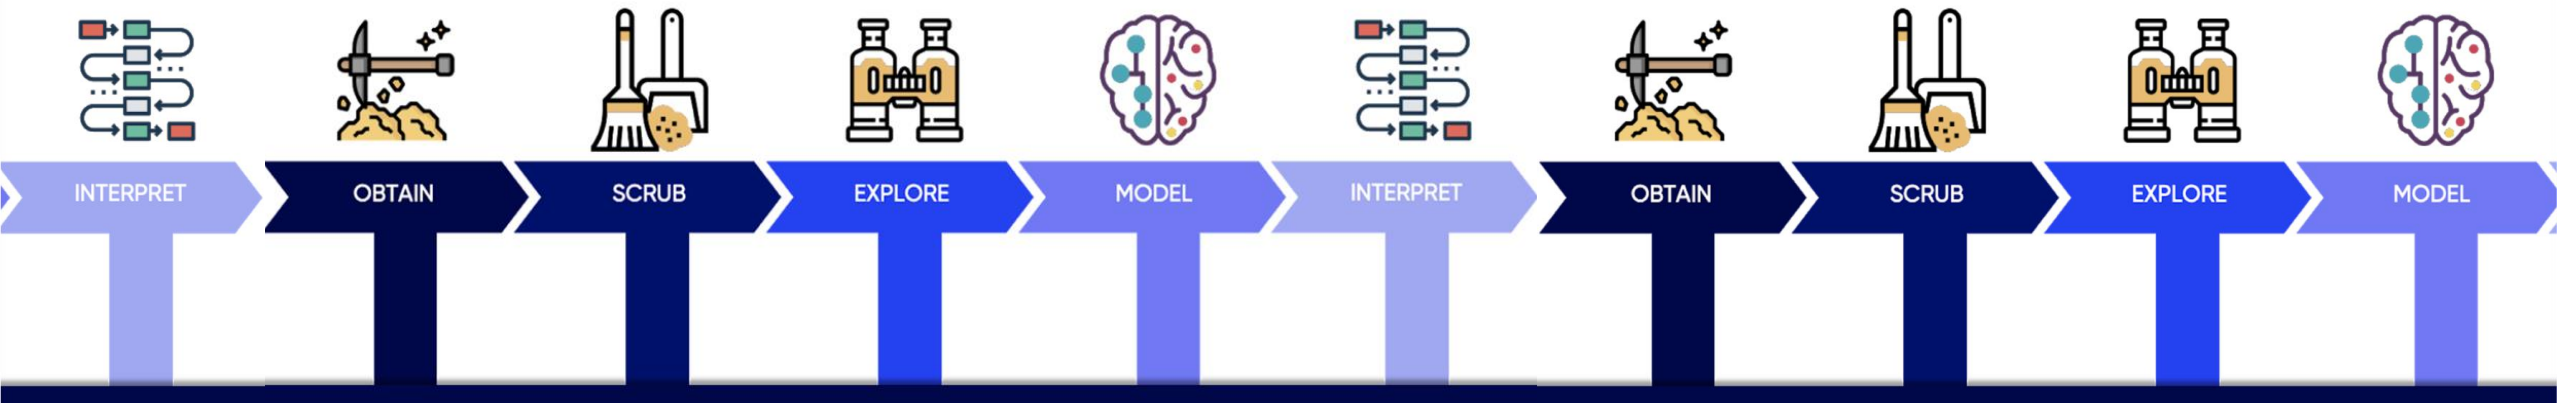 INTERPRET
OBTAIN
SCRUB
EXPLORE
MODEL
INTERPRET
OBTAIN
SCRUB
EXPLORE
MODEL